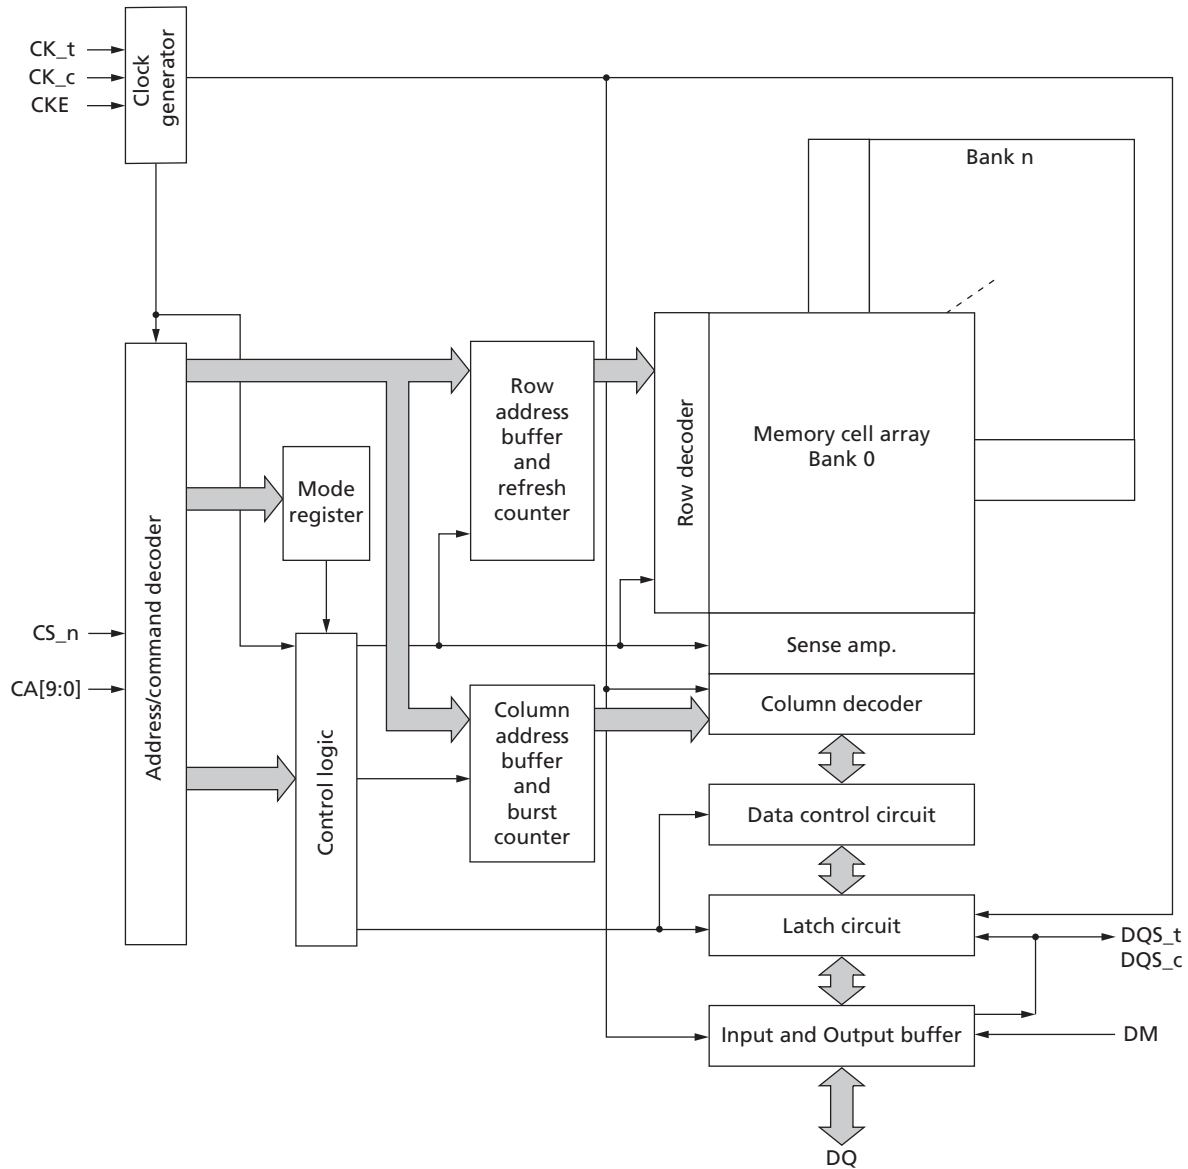 CK_t
CK_c
CKE
Clock
generator
Bank n
Row
address
buffer
and
refresh
counter
Row decoder
Memory cell array
Bank 0
Mode
register
Address/command decoder
CS_n
CA[9:0]
Sense amp.
Column decoder
Control logic
Column
address
buffer
and
burst
counter
Data control circuit
Latch circuit
DQS_t
DQS_c
Input and Output buffer
DM
DQ